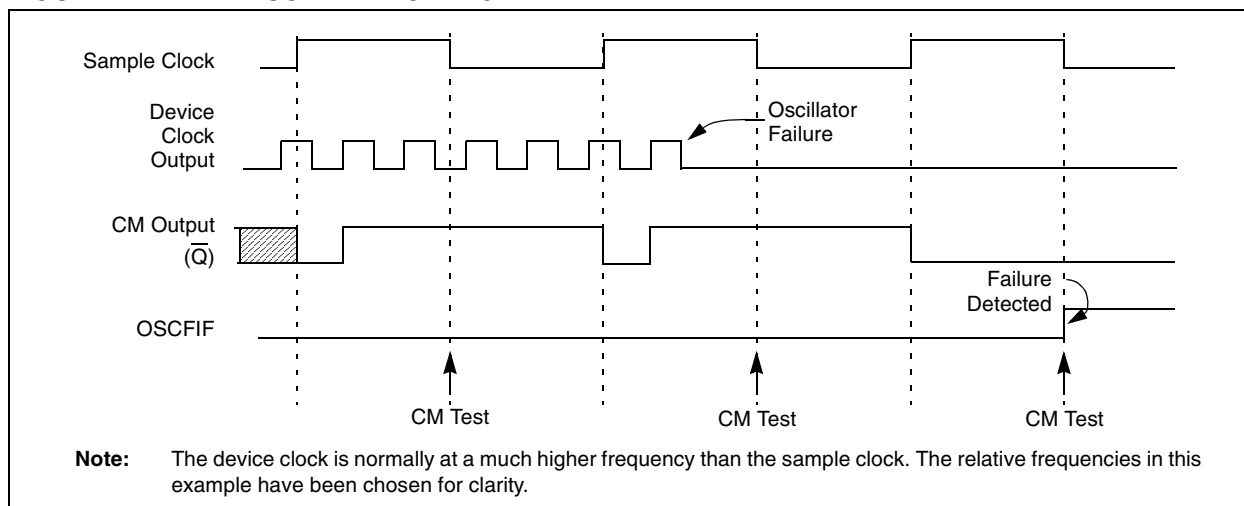 Sample Clock
Device
Clock
Output
Oscillator
Failure
CM Output
(Q̅)
Failure
Detected
OSCFIF
CM Test
CM Test
CM Test
Note: The device clock is normally at a much higher frequency than the sample clock. The relative frequencies in this
example have been chosen for clarity.